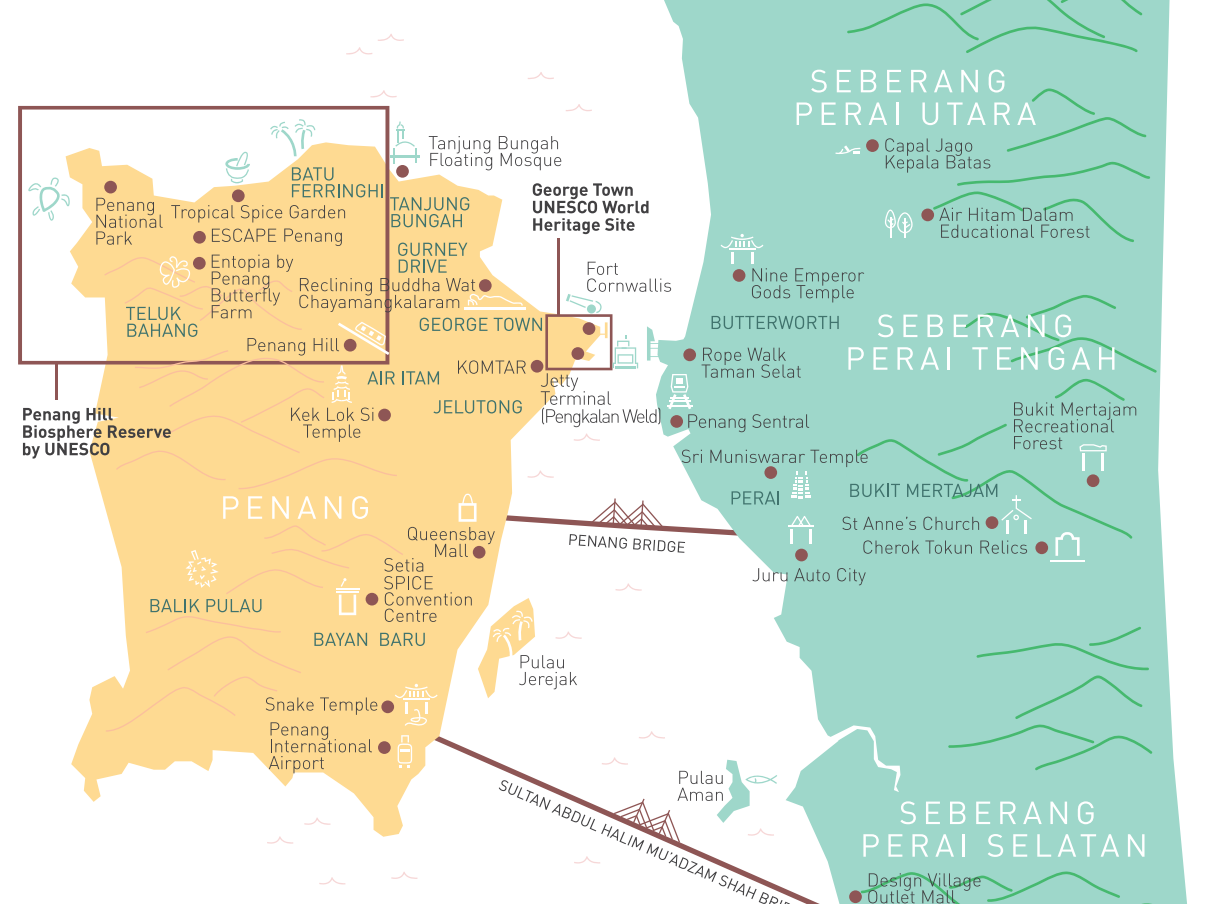 SEBERANG
PERAI UTARA
Capal Jago
Kepala Batas
Air Hitam Dalam
Educational Forest
Tanjung Bungah
Floating Mosque
BATU
FERRINGHI
Penang
National
Park
Tropical Spice Garden
ESCAPE Penang
Entopia by
Penang
Butterfly
Farm
TELUK
BAHANG
TANJUNG
BUNGAH
GURNEY
DRIVE
Reclining Buddha Wat
Chayamangkalaram
GEORGE TOWN
Penang Hill
George Town
UNESCO World
Heritage Site
Fort
Cornwallis
Nine Emperor
Gods Temple
BUTTERWORTH
SEBERANG
PERAI TENGAH
Rope Walk
Taman Selat
KOMTAR
AIR ITAM
Jetty
Terminal
(Pengkalan Weld)
JELUTONG
Kek Lok Si
Temple
Penang Hill
Biosphere Reserve
by UNESCO
Penang Sentral
Bukit Mertajam
Recreational
Forest
Sri Muniswarar Temple
PERAI
BUKIT MERTAJAM
St Anne's Church
Cherok Tokun Relics
Juru Auto City
PENANG
PENANG BRIDGE
Queensbay
Mall
Setia
SPICE
Convention
Centre
BALIK PULAU
BAYAN BARU
Pulau
Jerejak
Snake Temple
Penang
International
Airport
Pulau
Aman
SULTAN ABDUL HALIM MU'ADZAM SHAH BRI
SEBERANG
PERAI SELATAN
Design Village
Outlet Mall